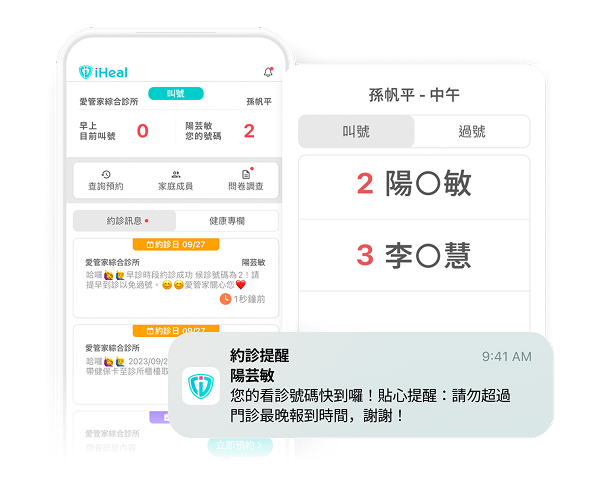 iHeal
叫號
愛管家綜合診所 孫帆平
早上
目前叫號
0
陽芸敏
您的號碼
2
查詢預約 家庭成員 問卷調查
約診訊息 健康專欄
約診日 09/27
愛管家綜合診所 陽芸敏
哈囉🙋🙋‍♂️早診時段約診成功 候診號碼為2！請
提早到診以免過號。😊😊愛管家關心您❤️
1秒鐘前
約診日 09/27
愛管家綜合診所
哈囉🙋🙋‍♂️ 2023/09/2
帶健保卡至診所櫃檯取
愛管家綜合診所
立即預約 >
孫帆平 - 中午
叫號 過號
2 陽〇敏
3 李〇慧
約診提醒 9:41 AM
陽芸敏
您的看診號碼快到囉！貼心提醒：請勿超過
門診最晚報到時間，謝謝！